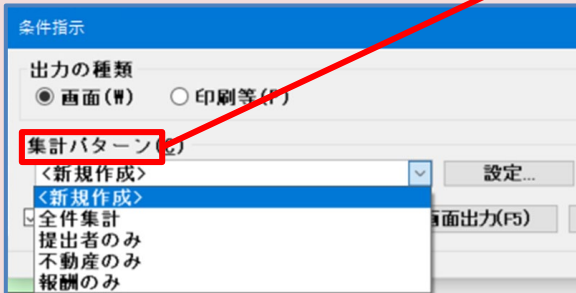 条件指示
出力の種類
画面(W) 印刷等(P)
集計パターン(C)
<新規作成> 設定...
<新規作成>
全件集計 画面出力(F5)
提出者のみ
不動産のみ
報酬のみ